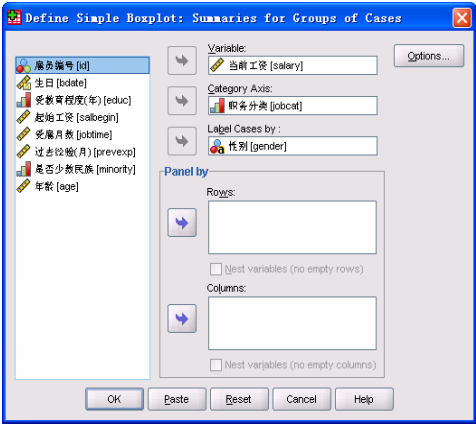 Define Simple Boxplot: Summaries for Groups of Cases
雇员编号 [id]
生日 [bdate]
受教育程度(年) [educ]
起始工资 [salbegin]
受雇月数 [jobtime]
过去经验(月) [prevexp]
是否少数民族 [minority]
年龄 [age]
Variable:
当前工资 [salary]
Category Axis:
职务分类 [jobcat]
Label Cases by :
性别 [gender]
Options...
Panel by
Rows:
Nest variables (no empty rows)
Columns:
Nest variables (no empty columns)
OK
Paste
Reset
Cancel
Help